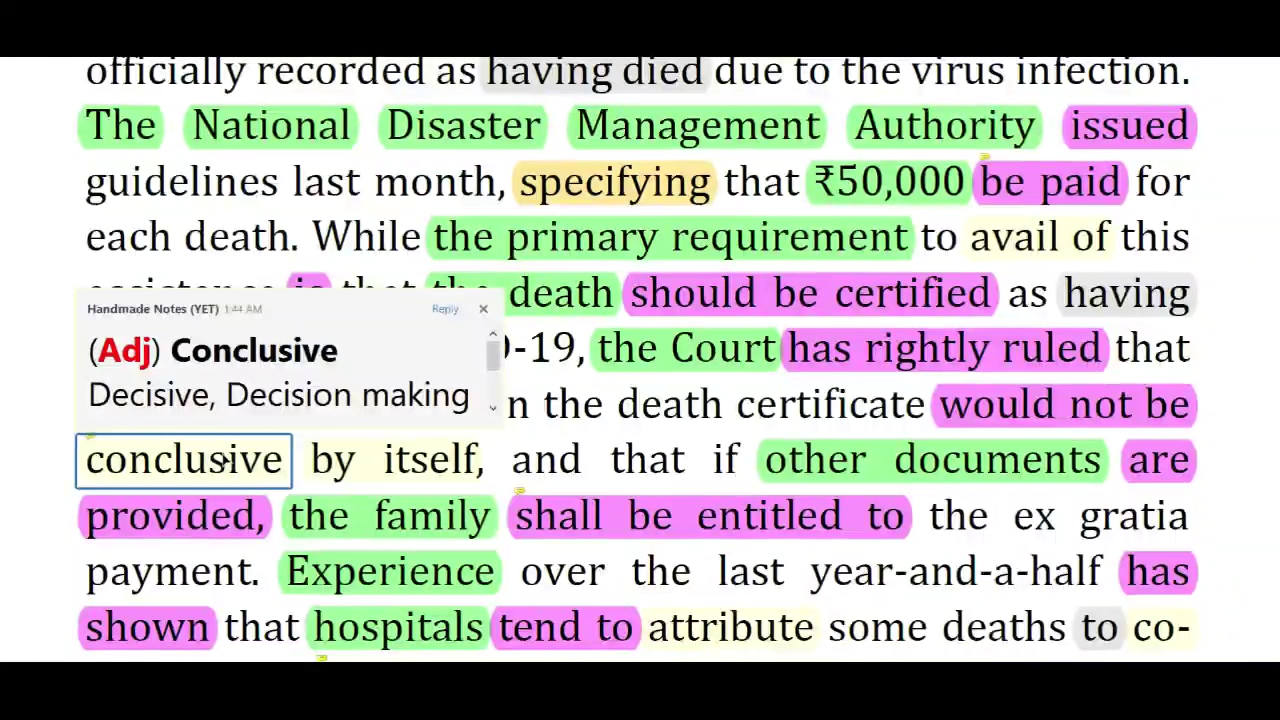 officially recorded as having died due to the virus infection.
The National Disaster Management Authority issued
guidelines last month, specifying that ₹50,000 be paid for
each death. While the primary requirement to avail of this
is that the death should be certified as having
Handmade Notes (YET) 1:44 AM Reply ×
(Adj) Conclusive
Decisive, Decision making
-19, the Court has rightly ruled that
n the death certificate would not be
conclusive by itself, and that if other documents are
provided, the family shall be entitled to the ex gratia
payment. Experience over the last year-and-a-half has
shown that hospitals tend to attribute some deaths to co-